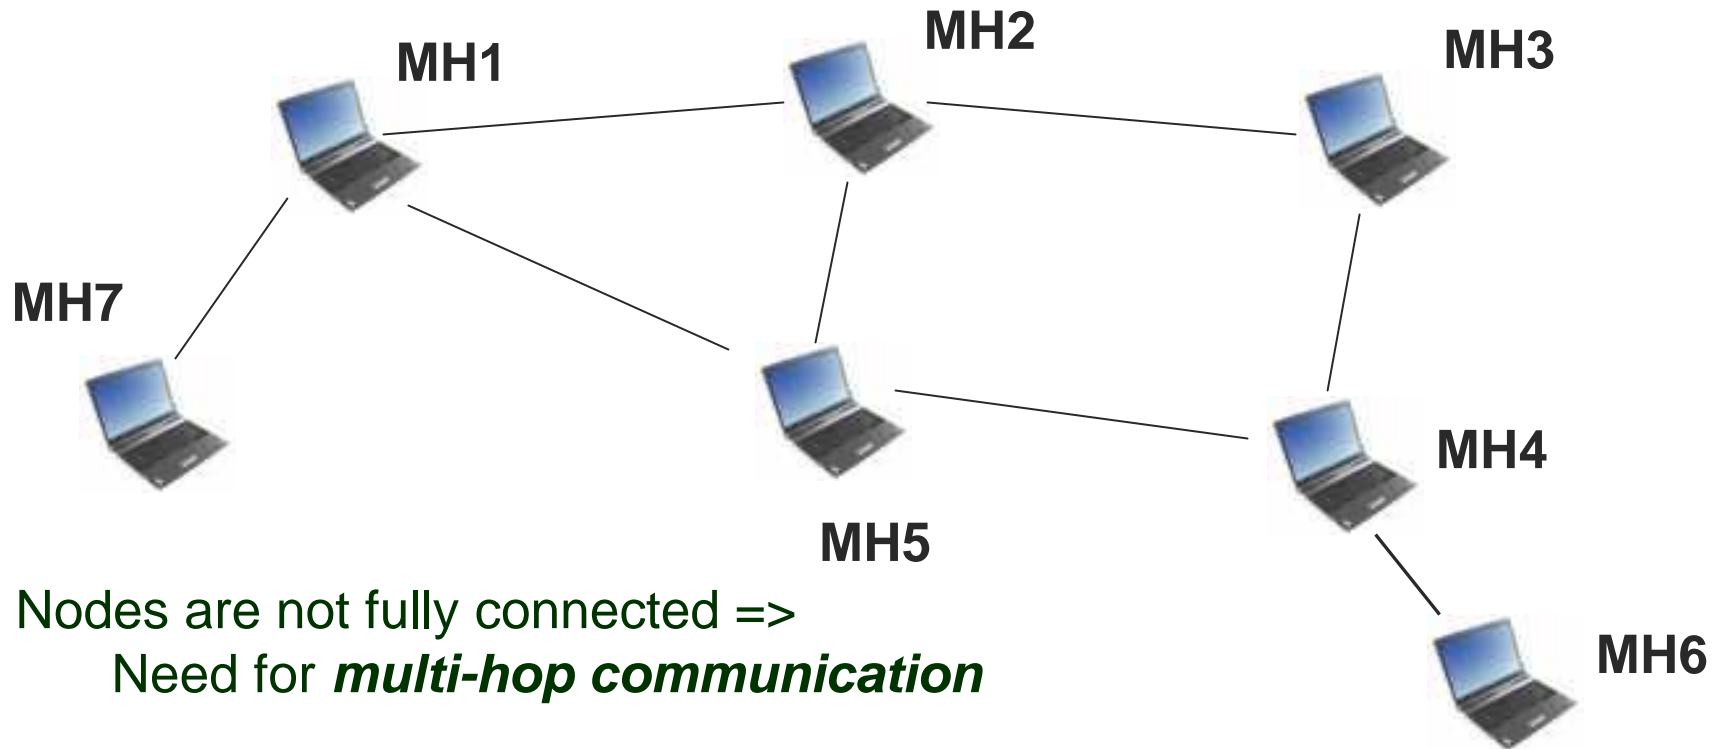 MH1
MH2
MH3
MH7
MH4
MH5
Nodes are not fully connected =>
Need for multi-hop communication
MH6